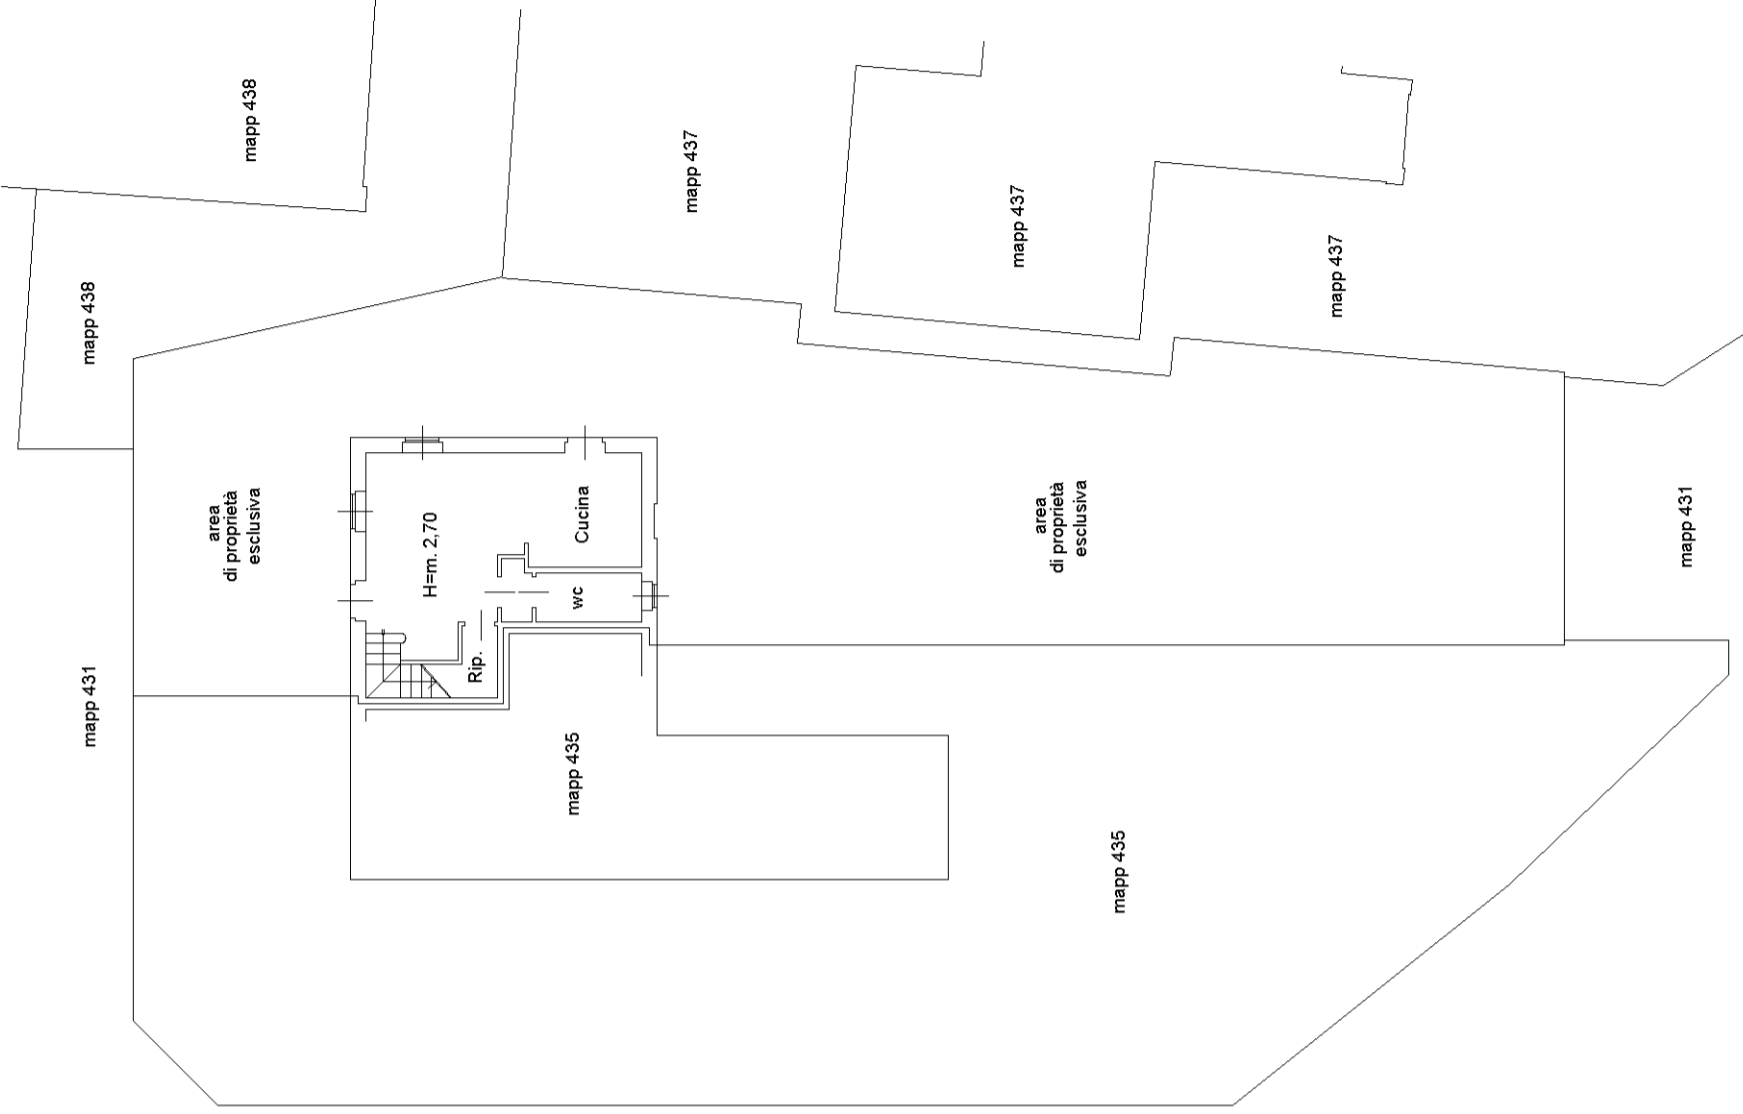 mapp 438
mapp 438
mapp 437
mapp 437
mapp 437
area
di proprietà
esclusiva
H=m. 2,70
Cucina
wc
Rip.
area
di proprietà
esclusiva
mapp 431
mapp 431
mapp 435
mapp 435